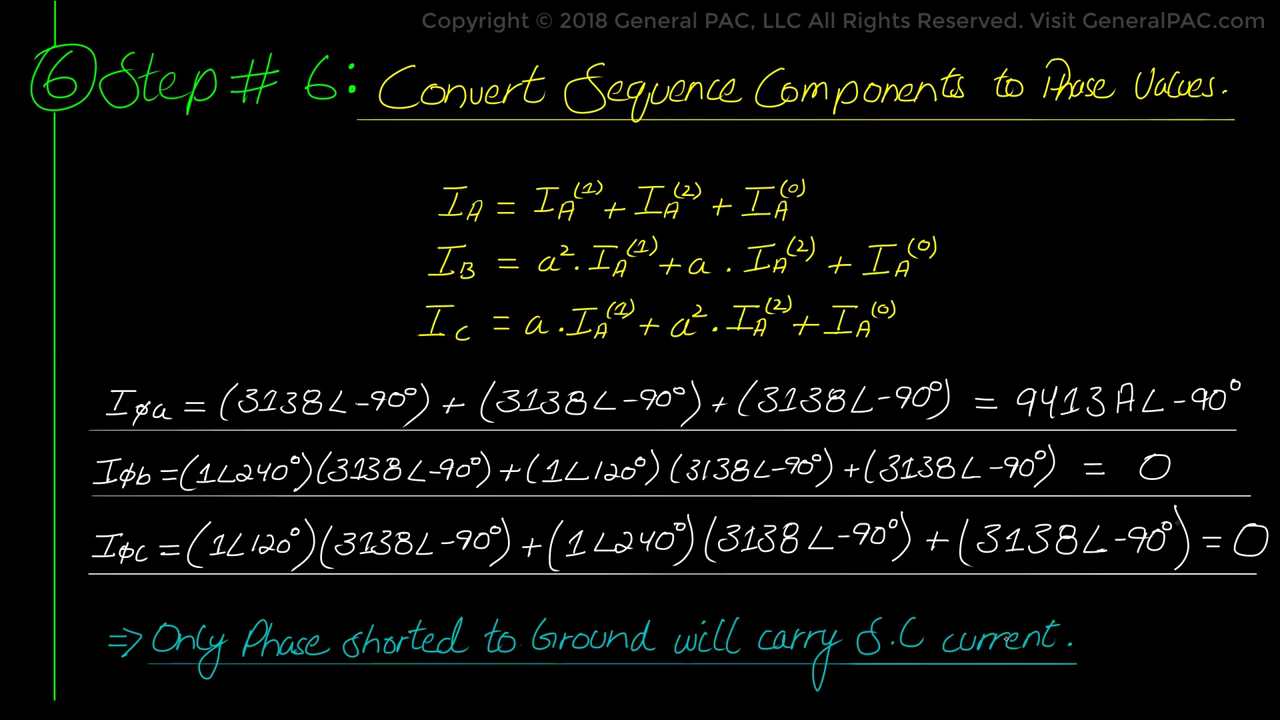 Copyright © 2018 General PAC, LLC All Rights Reserved. Visit GeneralPAC.com
⑥ Step # 6: Convert Sequence Components to Phase Values.
I_A = I_A^(1) + I_A^(2) + I_A^(0)
I_B = a². I_A^(1) + a . I_A^(2) + I_A^(0)
I_C = a . I_A^(1) + a² . I_A^(2) + I_A^(0)
Iφa = (3138∠-90°) + (3138∠-90°) + (3138∠-90°) = 9413A∠-90°
Iφb = (1∠240°)(3138∠-90°) + (1∠120°)(3138∠-90°) + (3138∠-90°) = 0
Iφc = (1∠120°)(3138∠-90°) + (1∠240°)(3138∠-90°) + (3138∠-90°) = 0
⇒ Only Phase shorted to Ground will carry S.C current.